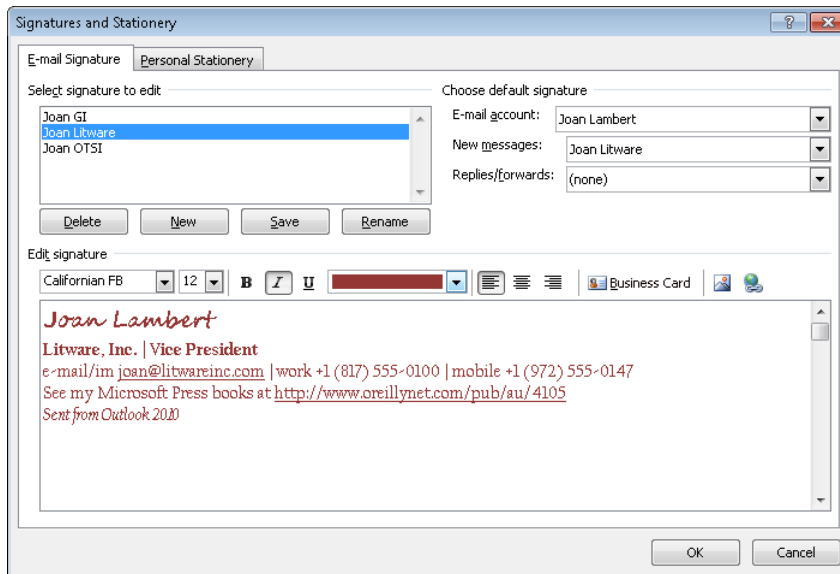 Signatures and Stationery
E-mail Signature
Personal Stationery
Select signature to edit
Joan GI
Joan Litware
Joan OTSI
Delete
New
Save
Rename
Choose default signature
E-mail account:
Joan Lambert
New messages:
Joan Litware
Replies/forwards:
(none)
Edit signature
Californian FB
12
B
I
U
Business Card
Joan Lambert
Litware, Inc. | Vice President
e-mail/im joan@litwareinc.com | work +1 (817) 555-0100 | mobile +1 (972) 555-0147
See my Microsoft Press books at http://www.oreillynet.com/pub/au/4105
Sent from Outlook 2010
OK
Cancel